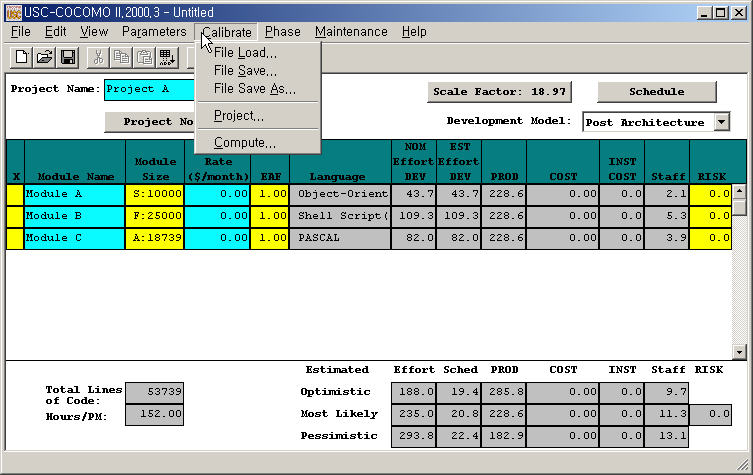 USC-COCOMO II.2000.3 - Untitled
File Edit View Parameters Calibrate Phase Maintenance Help
File Load...
File Save...
File Save As...
Project...
Compute...
Project Name: Project A Scale Factor: 18.97 Schedule
Project No Development Model: Post Architecture
X Module Name Module Size Rate ($/month) EAF Language NOM Effort DEV EST Effort DEV PROD COST INST COST Staff RISK
Module A S:10000 0.00 1.00 Object-Orient 43.7 43.7 228.6 0.00 0.0 2.1 0.0
Module B F:25000 0.00 1.00 Shell Script( 109.3 109.3 228.6 0.00 0.0 5.3 0.0
Module C A:18739 0.00 1.00 PASCAL 82.0 82.0 228.6 0.00 0.0 3.9 0.0
Estimated Effort Sched PROD COST INST Staff RISK
Total Lines of Code: 53739 Optimistic 188.0 19.4 285.8 0.00 0.0 9.7
Hours/PM: 152.00 Most Likely 235.0 20.8 228.6 0.00 0.0 11.3 0.0
Pessimistic 293.8 22.4 182.9 0.00 0.0 13.1